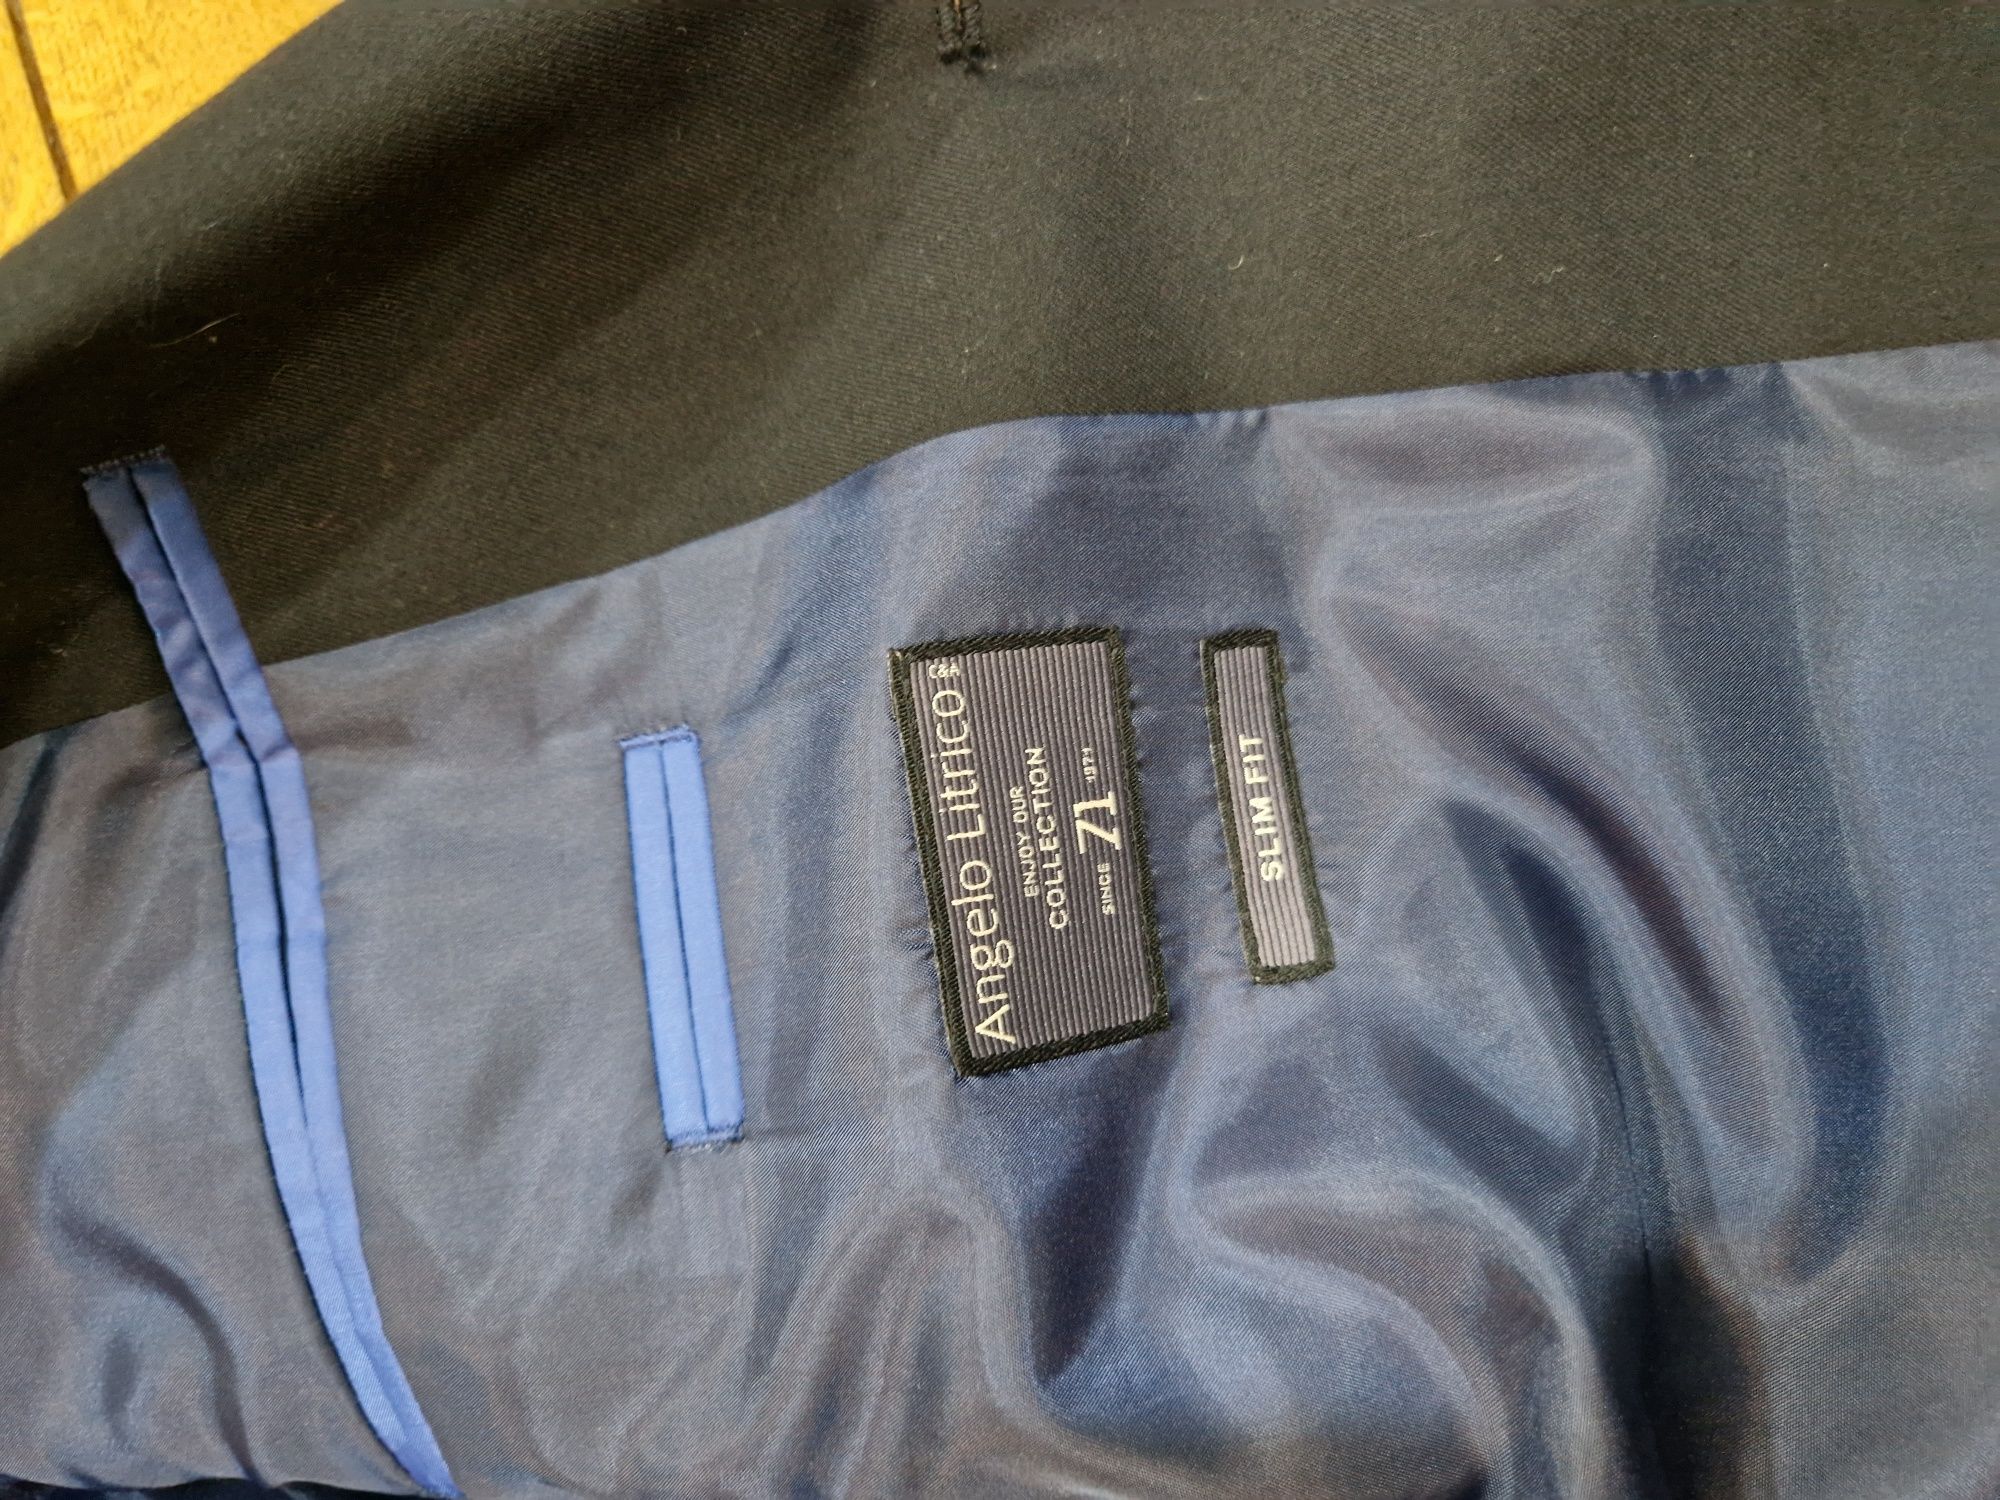 C&A
Angelo Litrico
ENJOY OUR
COLLECTION
SINCE 71 1971
SLIM FIT